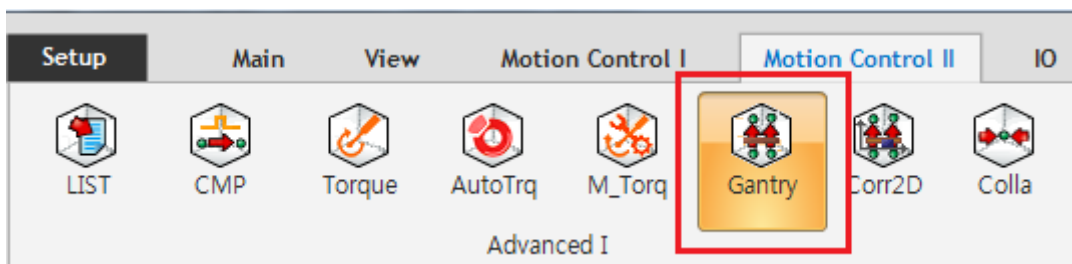 Setup Main View Motion Control I Motion Control II IO
LIST CMP Torque AutoTrq M_Torq Gantry Corr2D Colla
Advanced I